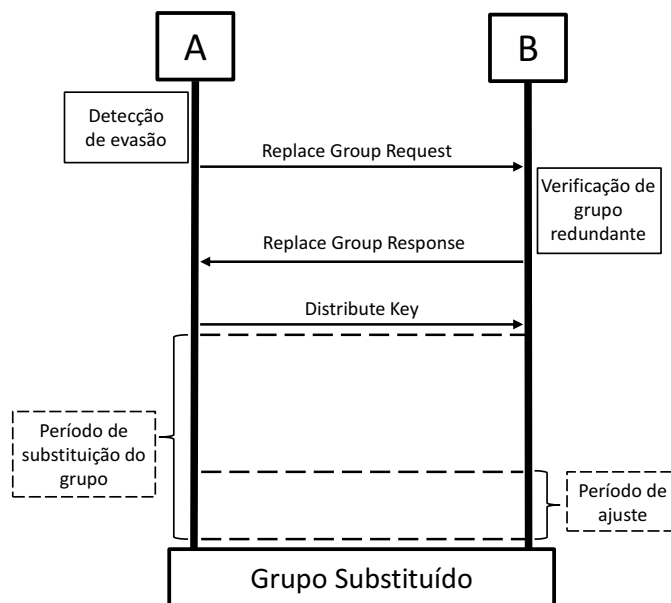 A
B
Detecção
de evasão
Replace Group Request
Verificação de
grupo
redundante
Replace Group Response
Distribute Key
Período de
substituição do
grupo
Período de
ajuste
Grupo Substituído